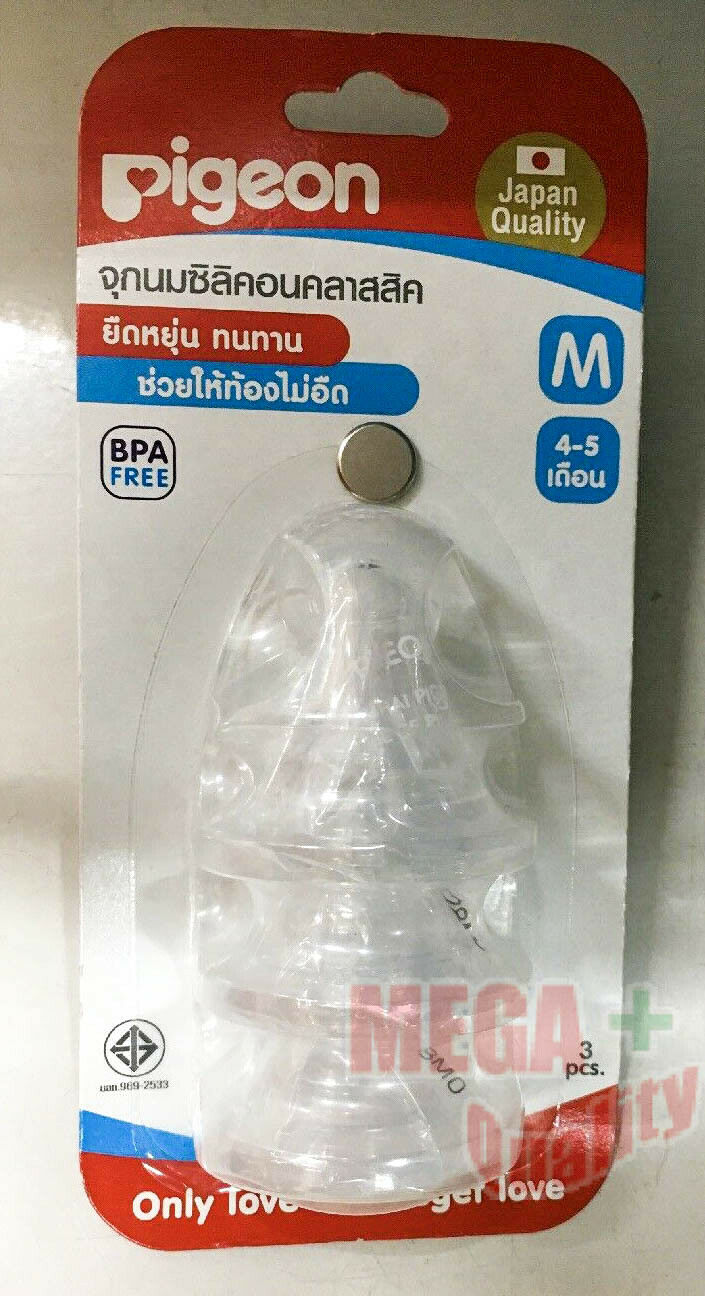 pigeon
Japan
Quality
จุกนมซิลิคอนคลาสสิค
ยืดหยุ่น ทนทาน
ช่วยให้ท้องไม่อืด
M
BPA
FREE
4-5
เดือน
3MO
MEGA +
Quality
3
pcs.
มอก.969-2533
Only love get love